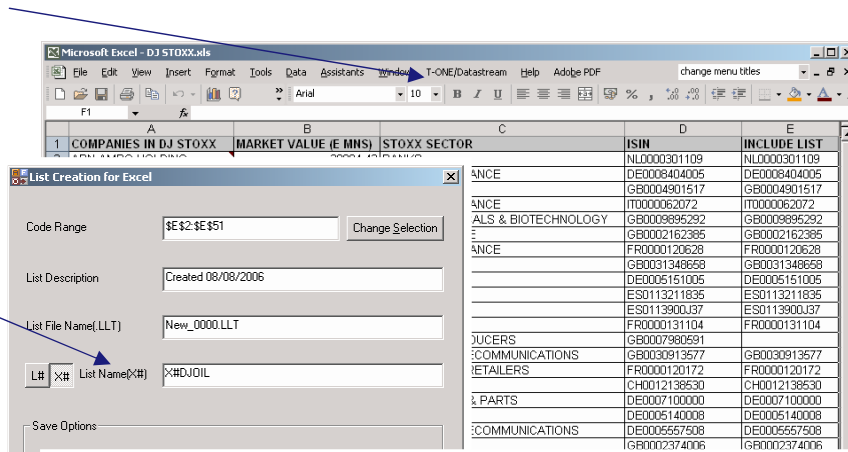 Microsoft Excel - DJ STOXX.xls
File Edit View Insert Format Tools Data Assistants Window T-ONE/Datastream Help Adobe PDF change menu titles
Arial 10 B I U % ,
F1 fx
A B C D E
1 COMPANIES IN DJ STOXX MARKET VALUE (E MNS) STOXX SECTOR ISIN INCLUDE LIST
NL0000301109 NL0000301109
ANCE DE0008404005 DE0008404005
GB0004901517 GB0004901517
ANCE IT0000062072 IT0000062072
ALS & BIOTECHNOLOGY GB0009895292 GB0009895292
E GB0002162385 GB0002162385
ANCE FR0000120628 FR0000120628
GB0031348658 GB0031348658
DE0005151005 DE0005151005
ES0113211835 ES0113211835
ES0113900J37 ES0113900J37
FR0000131104 FR0000131104
DUCERS GB0007980591
ECOMMUNICATIONS GB0030913577 GB0030913577
RETAILERS FR0000120172 FR0000120172
CH0012138530 CH0012138530
& PARTS DE0007100000 DE0007100000
DE0005140008 DE0005140008
ECOMMUNICATIONS DE0005557508 DE0005557508
GB0002374006 GB0002374006
List Creation for Excel
Code Range $E$2:$E$51 Change Selection
List Description Created 08/08/2006
List File Name(.LLT) New_0000.LLT
L# X# List Name(X#) X#DJOIL
Save Options